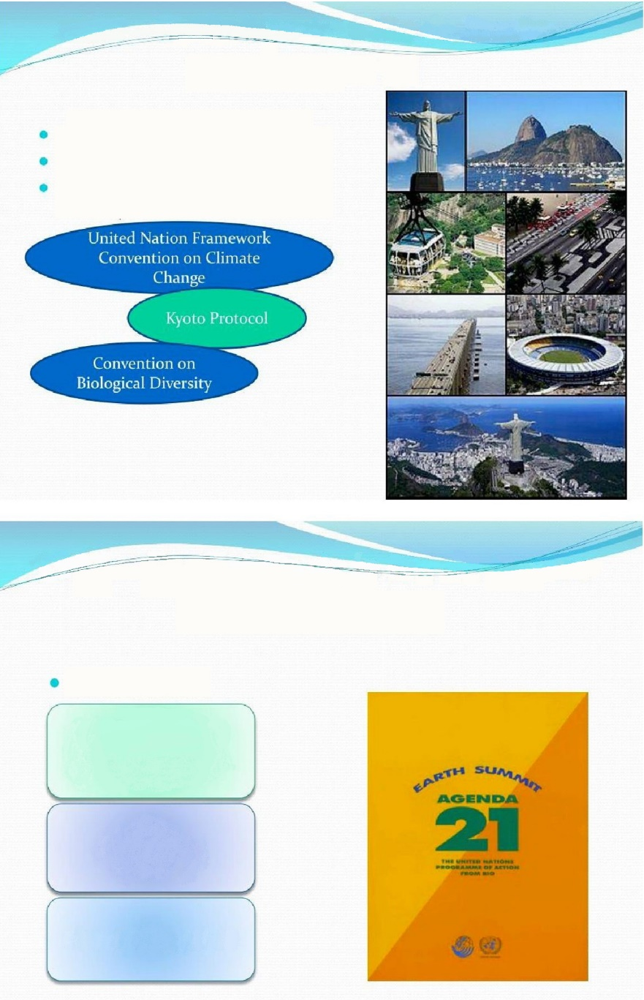 United Nation Framework
Convention on Climate
Change
Kyoto Protocol
Convention on
Biological Diversity
EARTH SUMMIT
AGENDA
21
THE UNITED NATIONS
PROGRAMME OF ACTION
FROM RIO